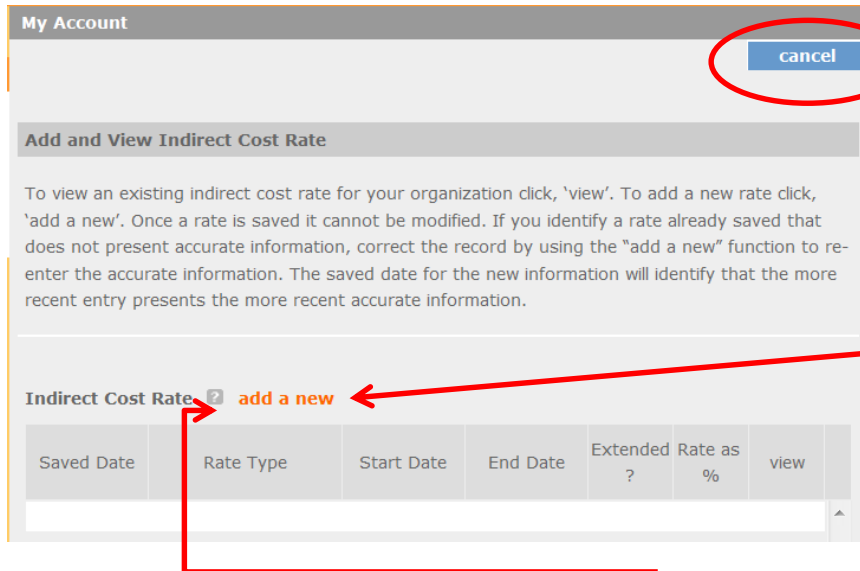 My Account
cancel
Add and View Indirect Cost Rate
To view an existing indirect cost rate for your organization click, ‘view’. To add a new rate click,
‘add a new’. Once a rate is saved it cannot be modified. If you identify a rate already saved that
does not present accurate information, correct the record by using the “add a new” function to re-
enter the accurate information. The saved date for the new information will identify that the more
recent entry presents the more recent accurate information.
Indirect Cost Rate ? add a new
Saved Date Rate Type Start Date End Date Extended ? Rate as % view